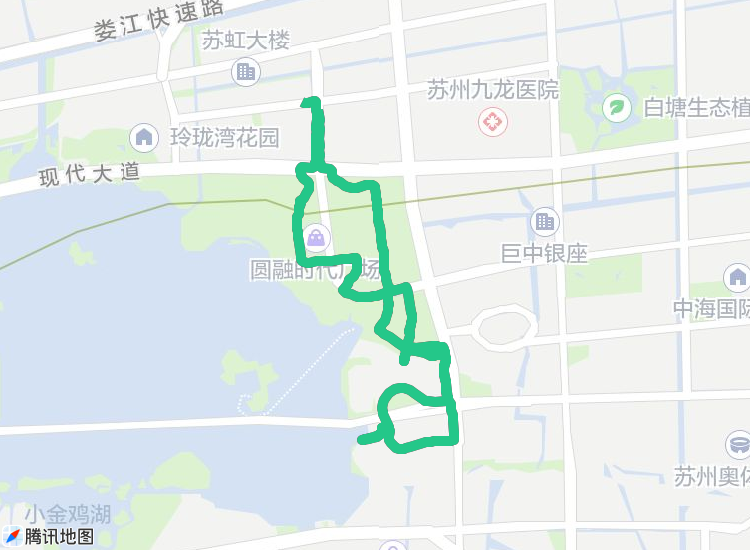 娄江快速路
苏虹大楼
苏州九龙医院
白塘生态植
玲珑湾花园
现代大道
巨中银座
圆融时代广场
中海国际
苏州奥体
小金鸡湖
腾讯地图